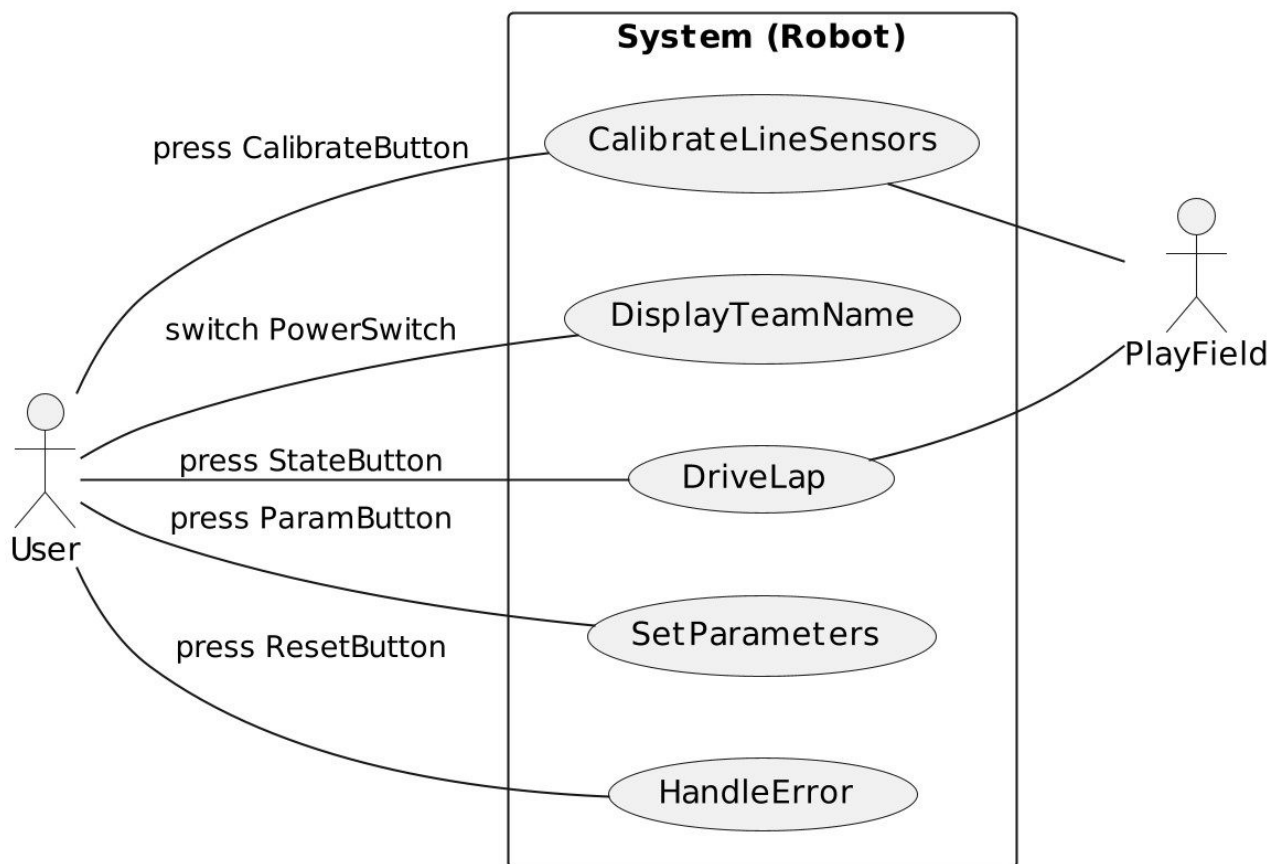 System (Robot)
press CalibrateButton
CalibrateLineSensors
switch PowerSwitch
DisplayTeamName
PlayField
press StateButton
DriveLap
press ParamButton
User
SetParameters
press ResetButton
HandleError